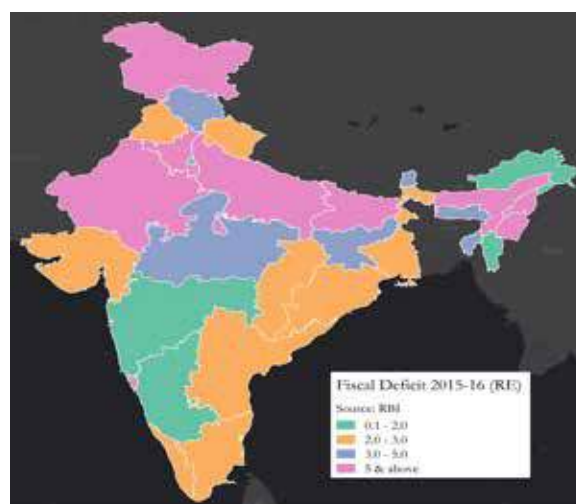 Fiscal Deficit 2015-16 (RE)
Source: RBI
0.1 - 2.0
2.0 - 3.0
3.0 - 5.0
5 & above